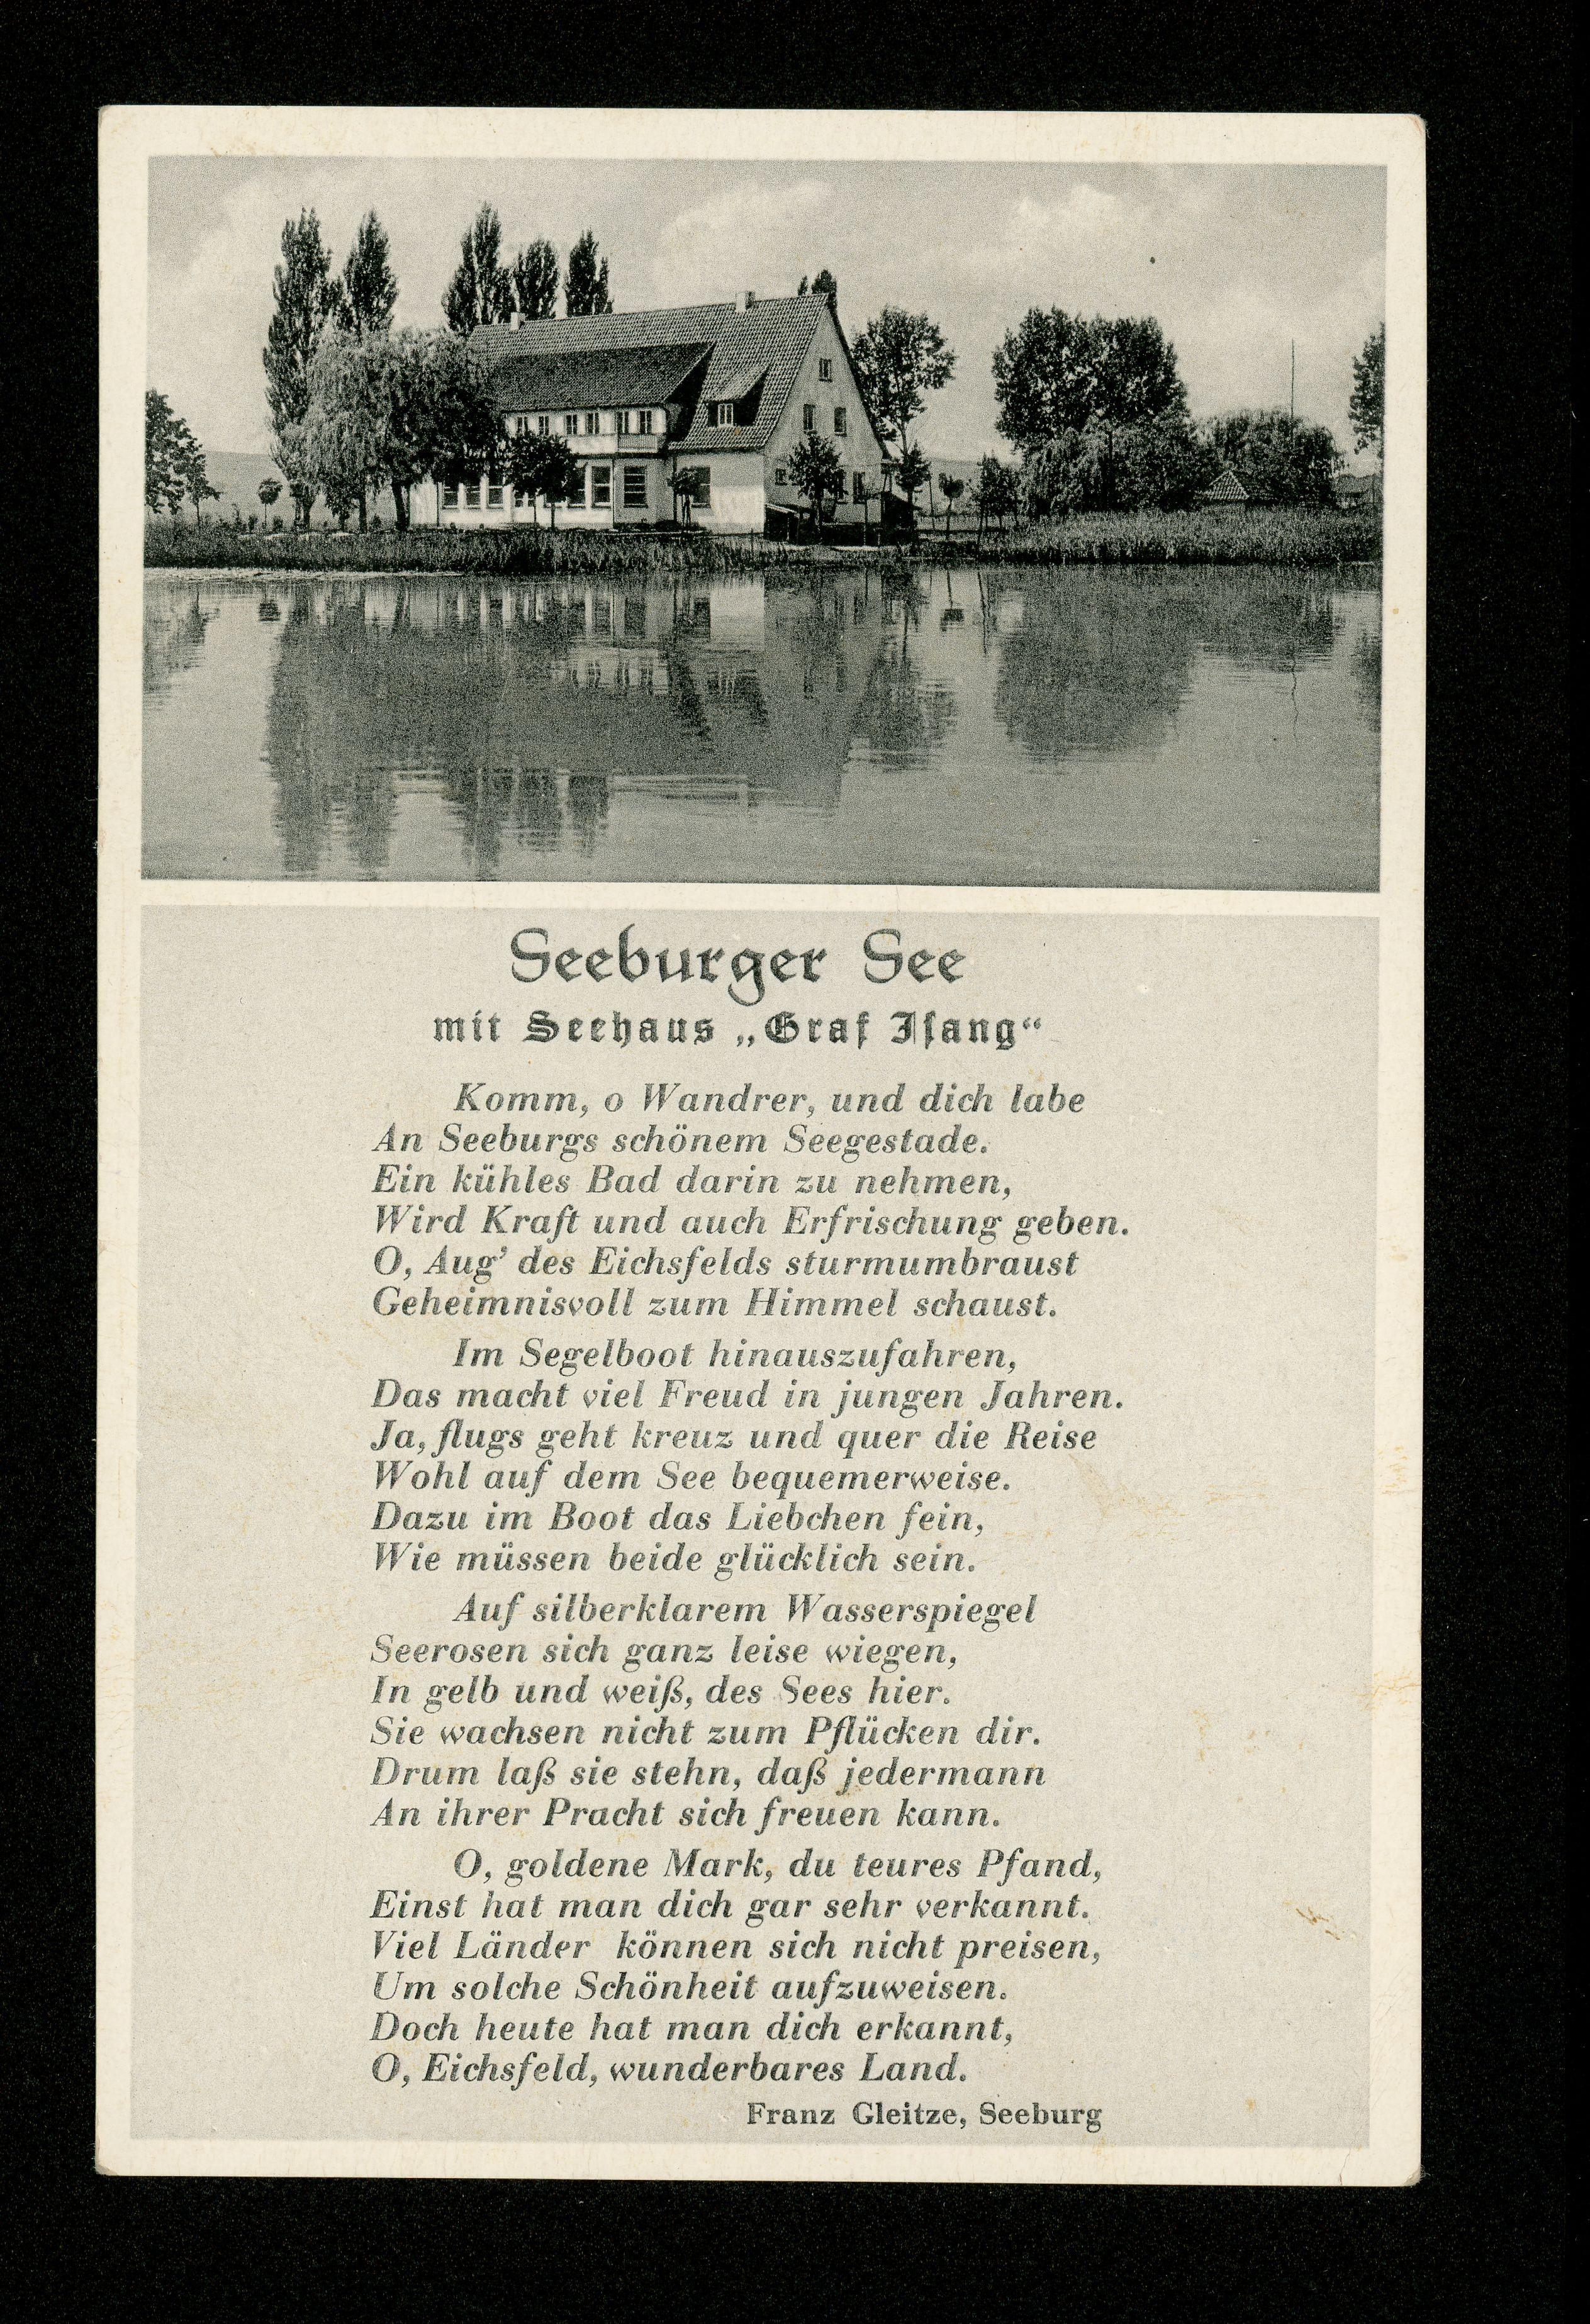 Seeburger See
mit Seehaus „Graf Iſang“
Komm, o Wandrer, und dich labe
An Seeburgs schönem Seegestade.
Ein kühles Bad darin zu nehmen,
Wird Kraft und auch Erfrischung geben.
O, Aug’ des Eichsfelds sturmumbraust
Geheimnisvoll zum Himmel schaust.
Im Segelboot hinauszufahren,
Das macht viel Freud in jungen Jahren.
Ja, flugs geht kreuz und quer die Reise
Wohl auf dem See bequemerweise.
Dazu im Boot das Liebchen fein,
Wie müssen beide glücklich sein.
Auf silberklarem Wasserspiegel
Seerosen sich ganz leise wiegen,
In gelb und weiß, des Sees hier.
Sie wachsen nicht zum Pflücken dir.
Drum laß sie stehn, daß jedermann
An ihrer Pracht sich freuen kann.
O, goldene Mark, du teures Pfand,
Einst hat man dich gar sehr verkannt.
Viel Länder können sich nicht preisen,
Um solche Schönheit aufzuweisen.
Doch heute hat man dich erkannt,
O, Eichsfeld, wunderbares Land.
Franz Gleitze, Seeburg